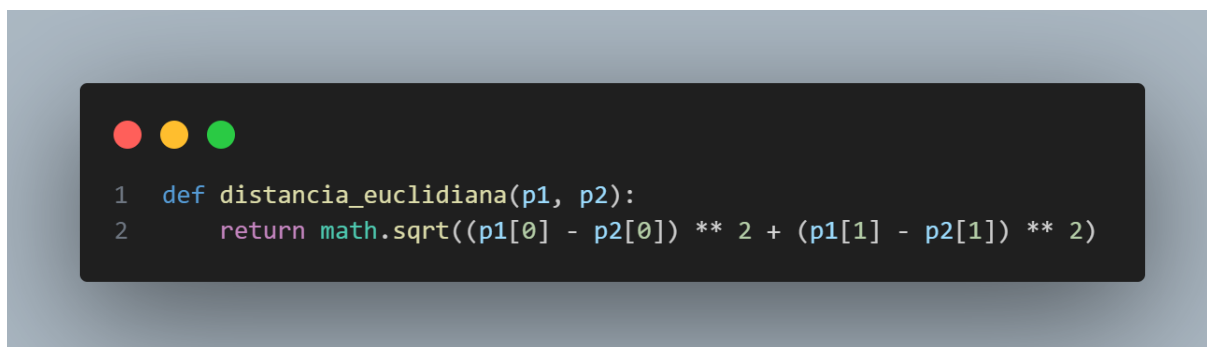 1 def distancia_euclidiana(p1, p2):
2     return math.sqrt((p1[0] - p2[0]) ** 2 + (p1[1] - p2[1]) ** 2)